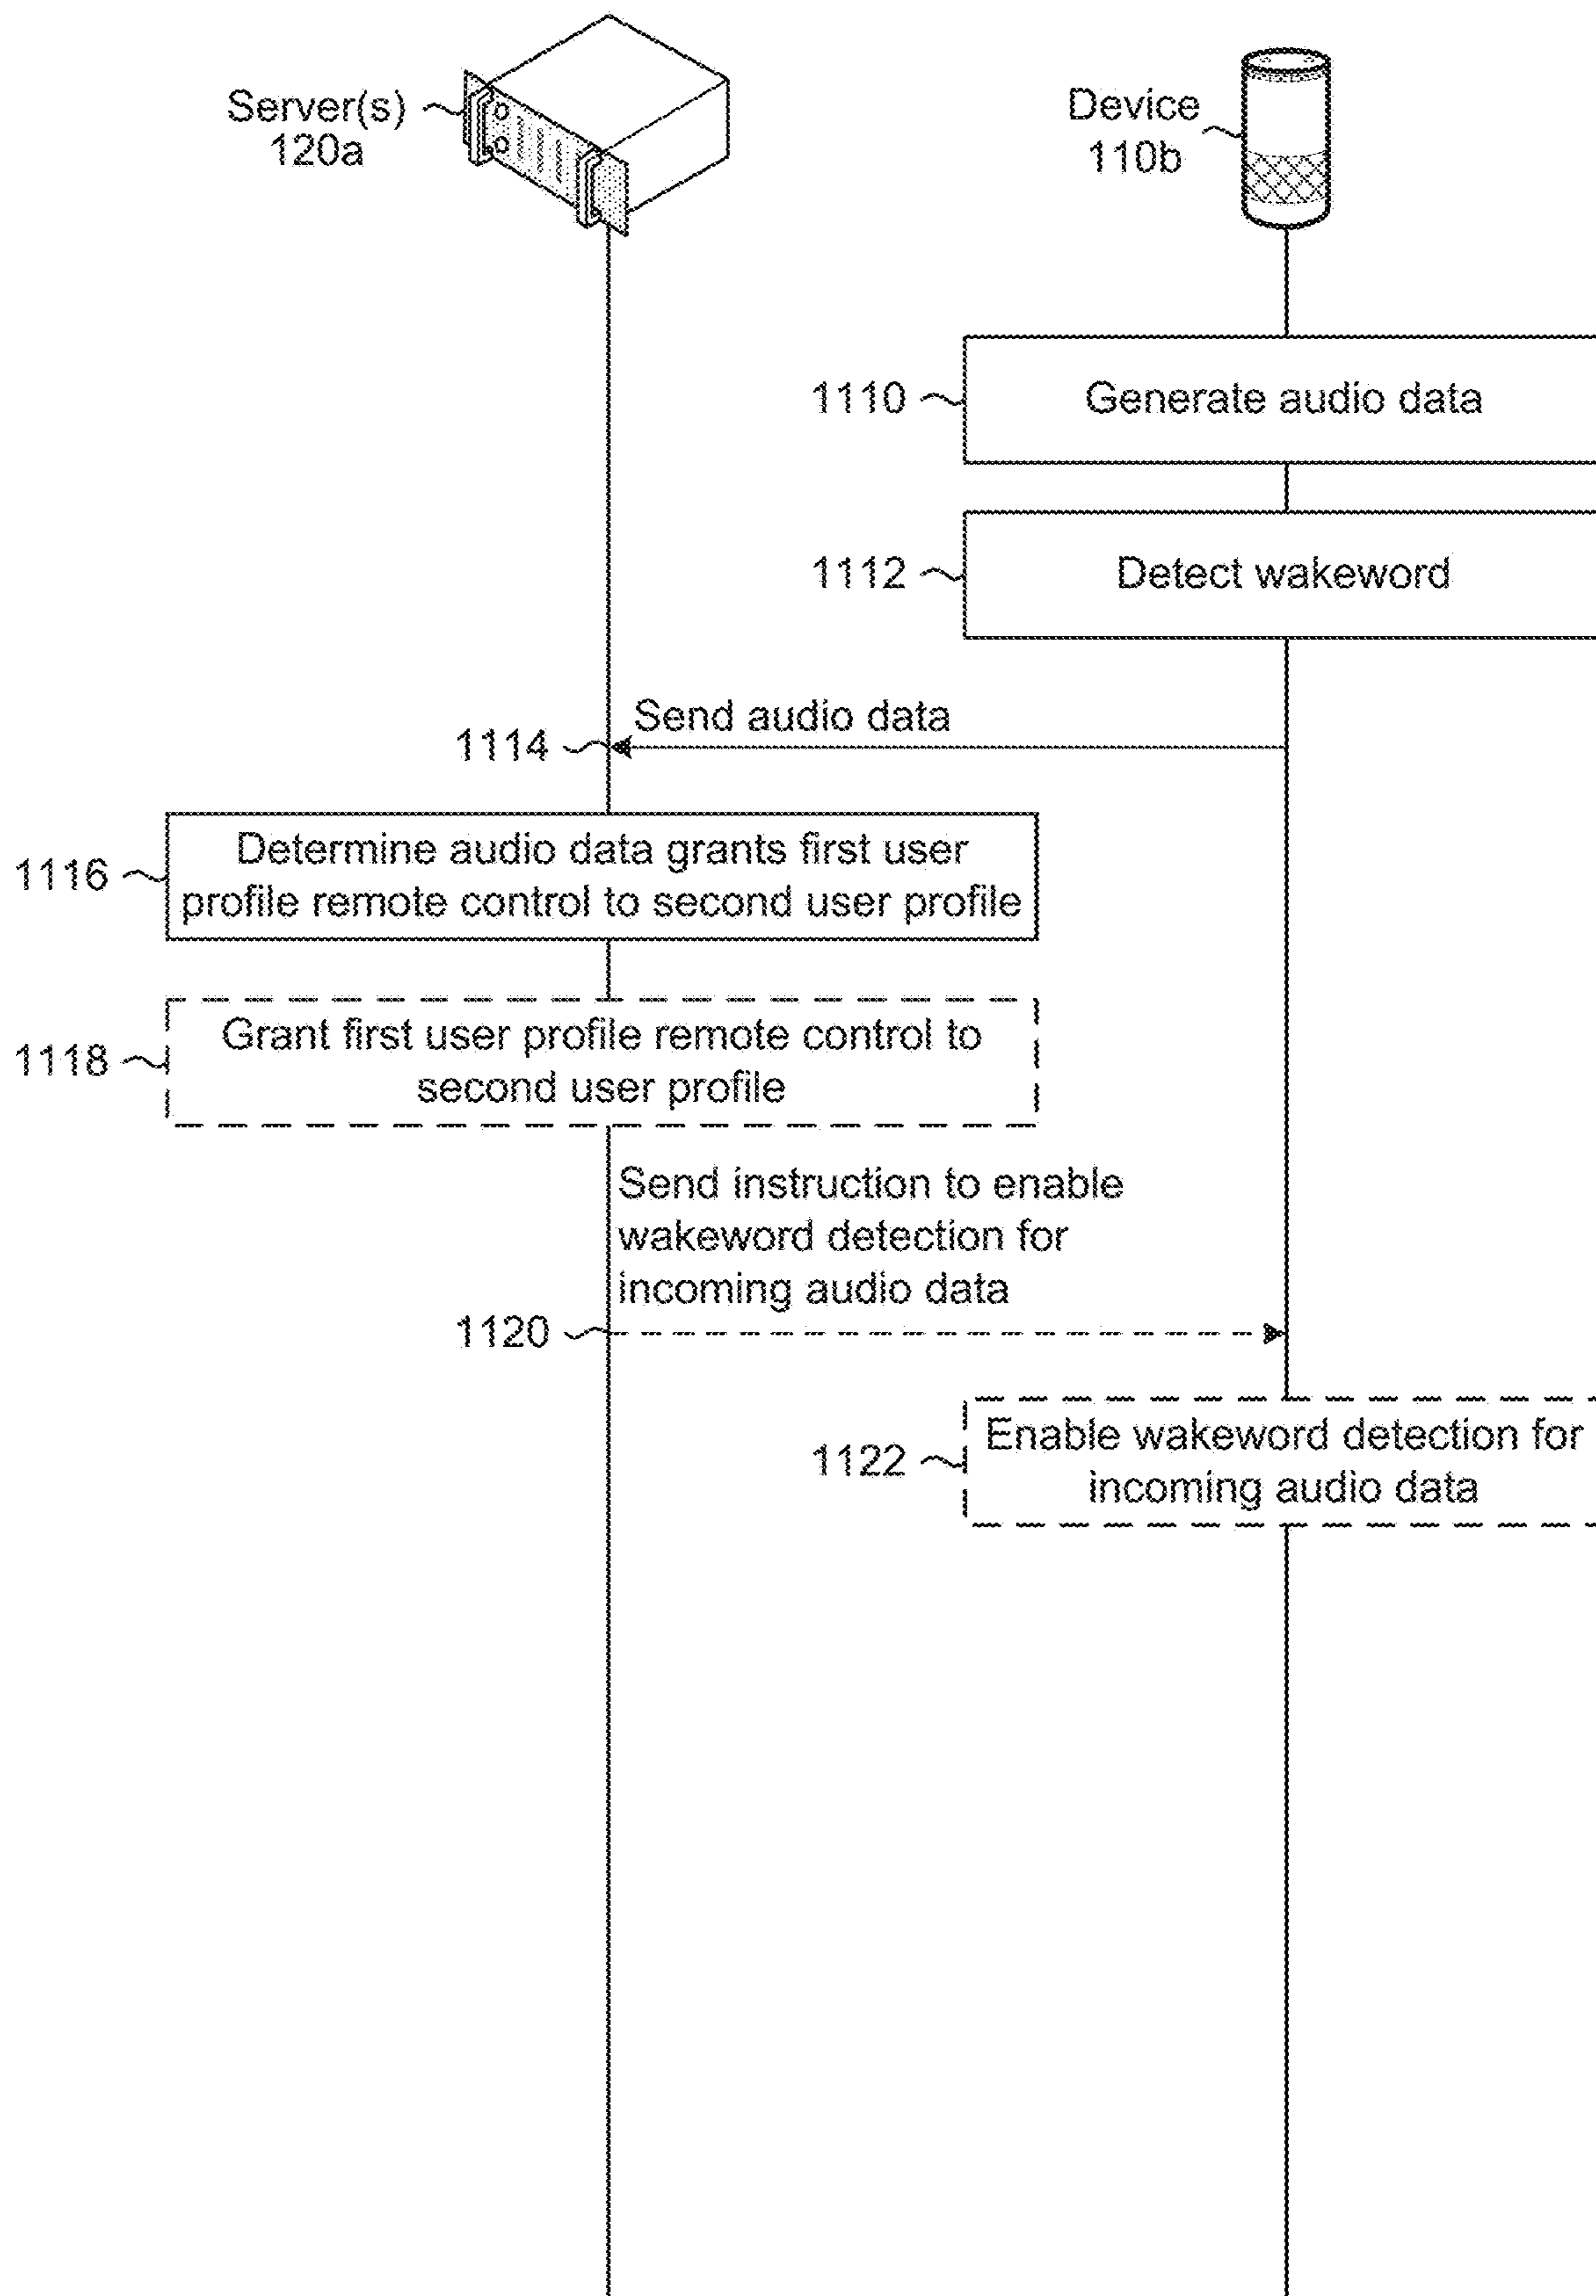 Server(s)
120a
Device
110b
1110
Generate audio data
1112
Detect wakeword
Send audio data
1114
1116
Determine audio data grants first user
profile remote control to second user profile
1118
Grant first user profile remote control to
second user profile
Send instruction to enable
wakeword detection for
incoming audio data
1120
1122
Enable wakeword detection for
incoming audio data